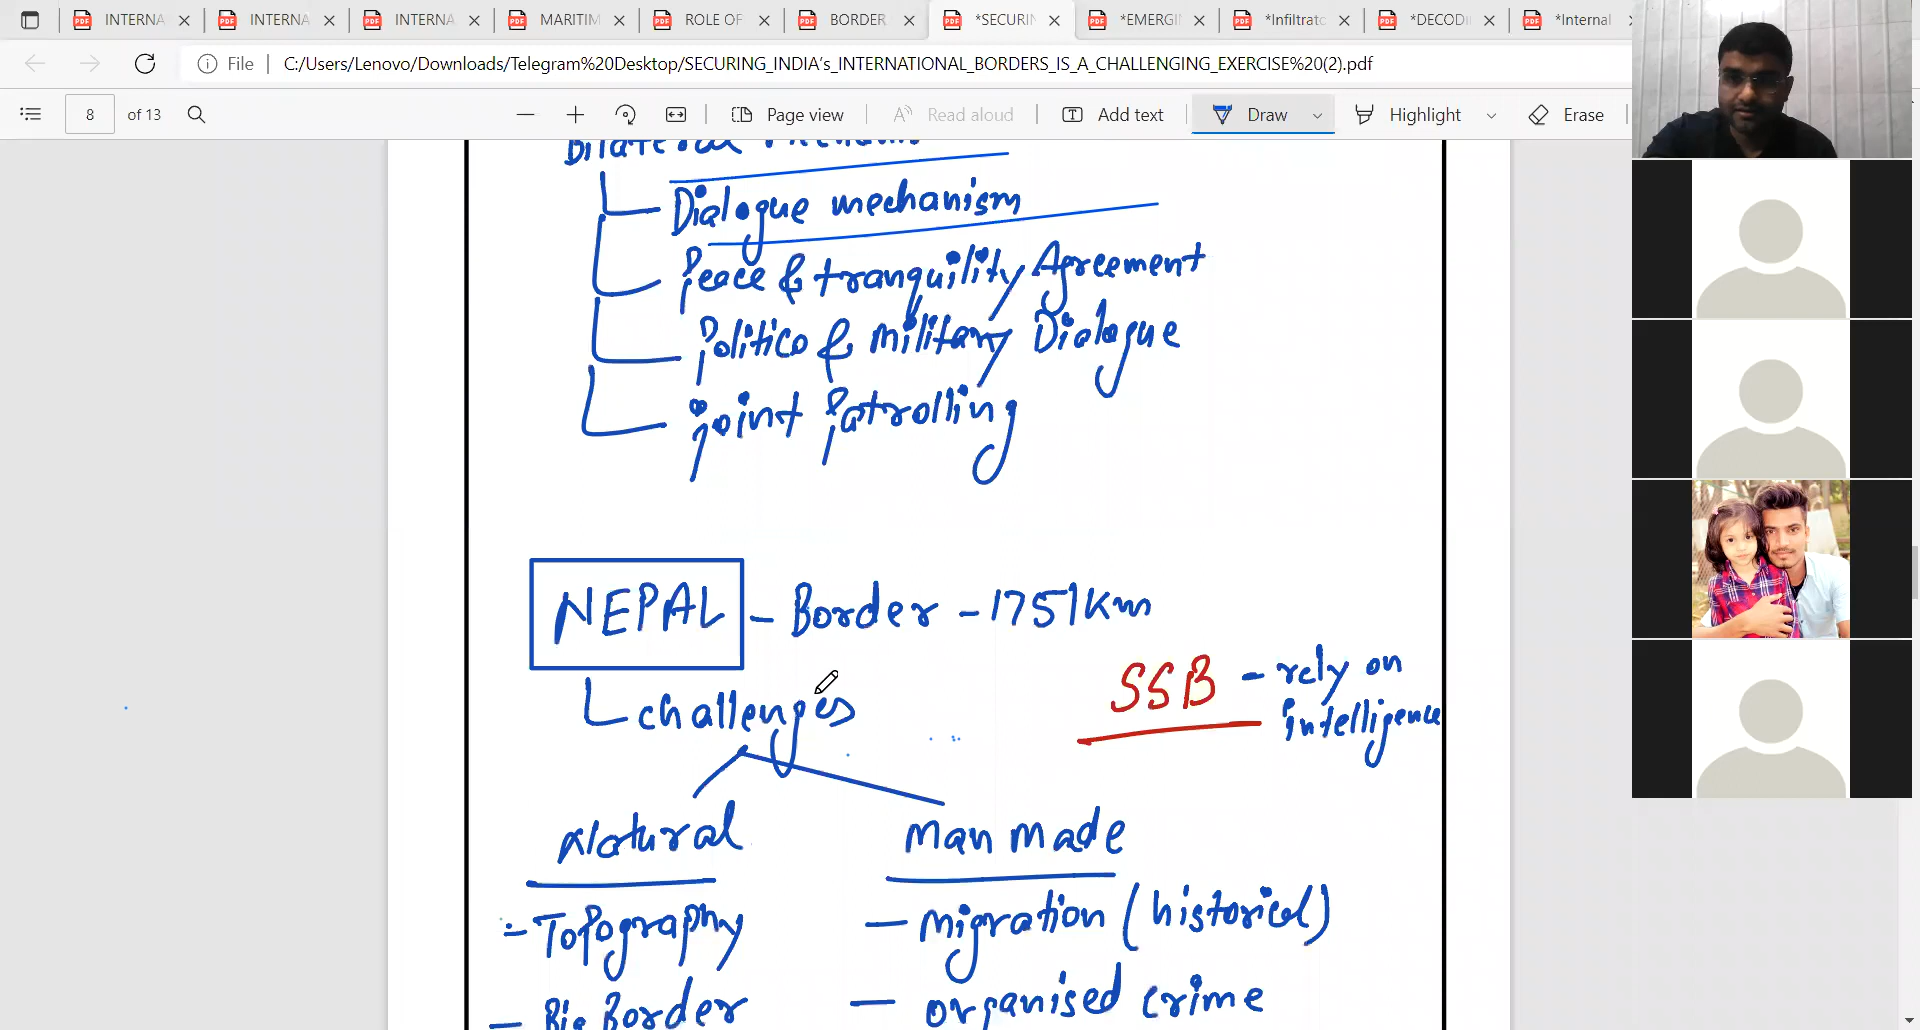 INTERNA
INTERNA
INTERNA
MARITIM
ROLE OF
BORDER
*SECURIN
*EMERGI
*Infiltrato
*DECODI
*Internal
File
C:/Users/Lenovo/Downloads/Telegram%20Desktop/SECURING_INDIA's_INTERNATIONAL_BORDERS_IS_A_CHALLENGING_EXERCISE%20(2).pdf
8 of 13
Page view
Read aloud
Add text
Draw
Highlight
Erase
Bilateral
Dialogue mechanism
Peace & tranquility Agreement
Politico & military Dialogue
joint patrolling
NEPAL - Border - 1751Km
challenges
SSB - rely on
intelligence
Natural
man made
- Topography
- migration (historical)
- Big Border
- organised crime